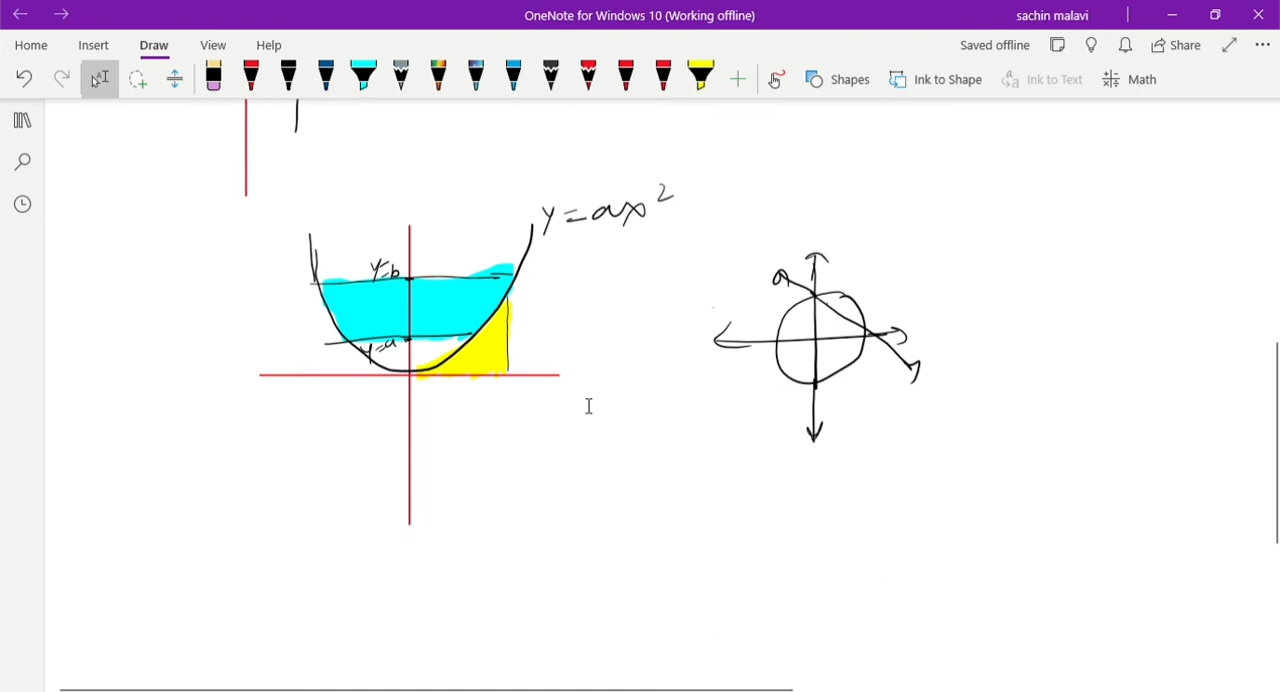 OneNote for Windows 10 (Working offline)
sachin malavi
Home Insert Draw View Help
Saved offline
Share
Shapes
Ink to Shape
Ink to Text
Math
y=ax²
y=b
y=a